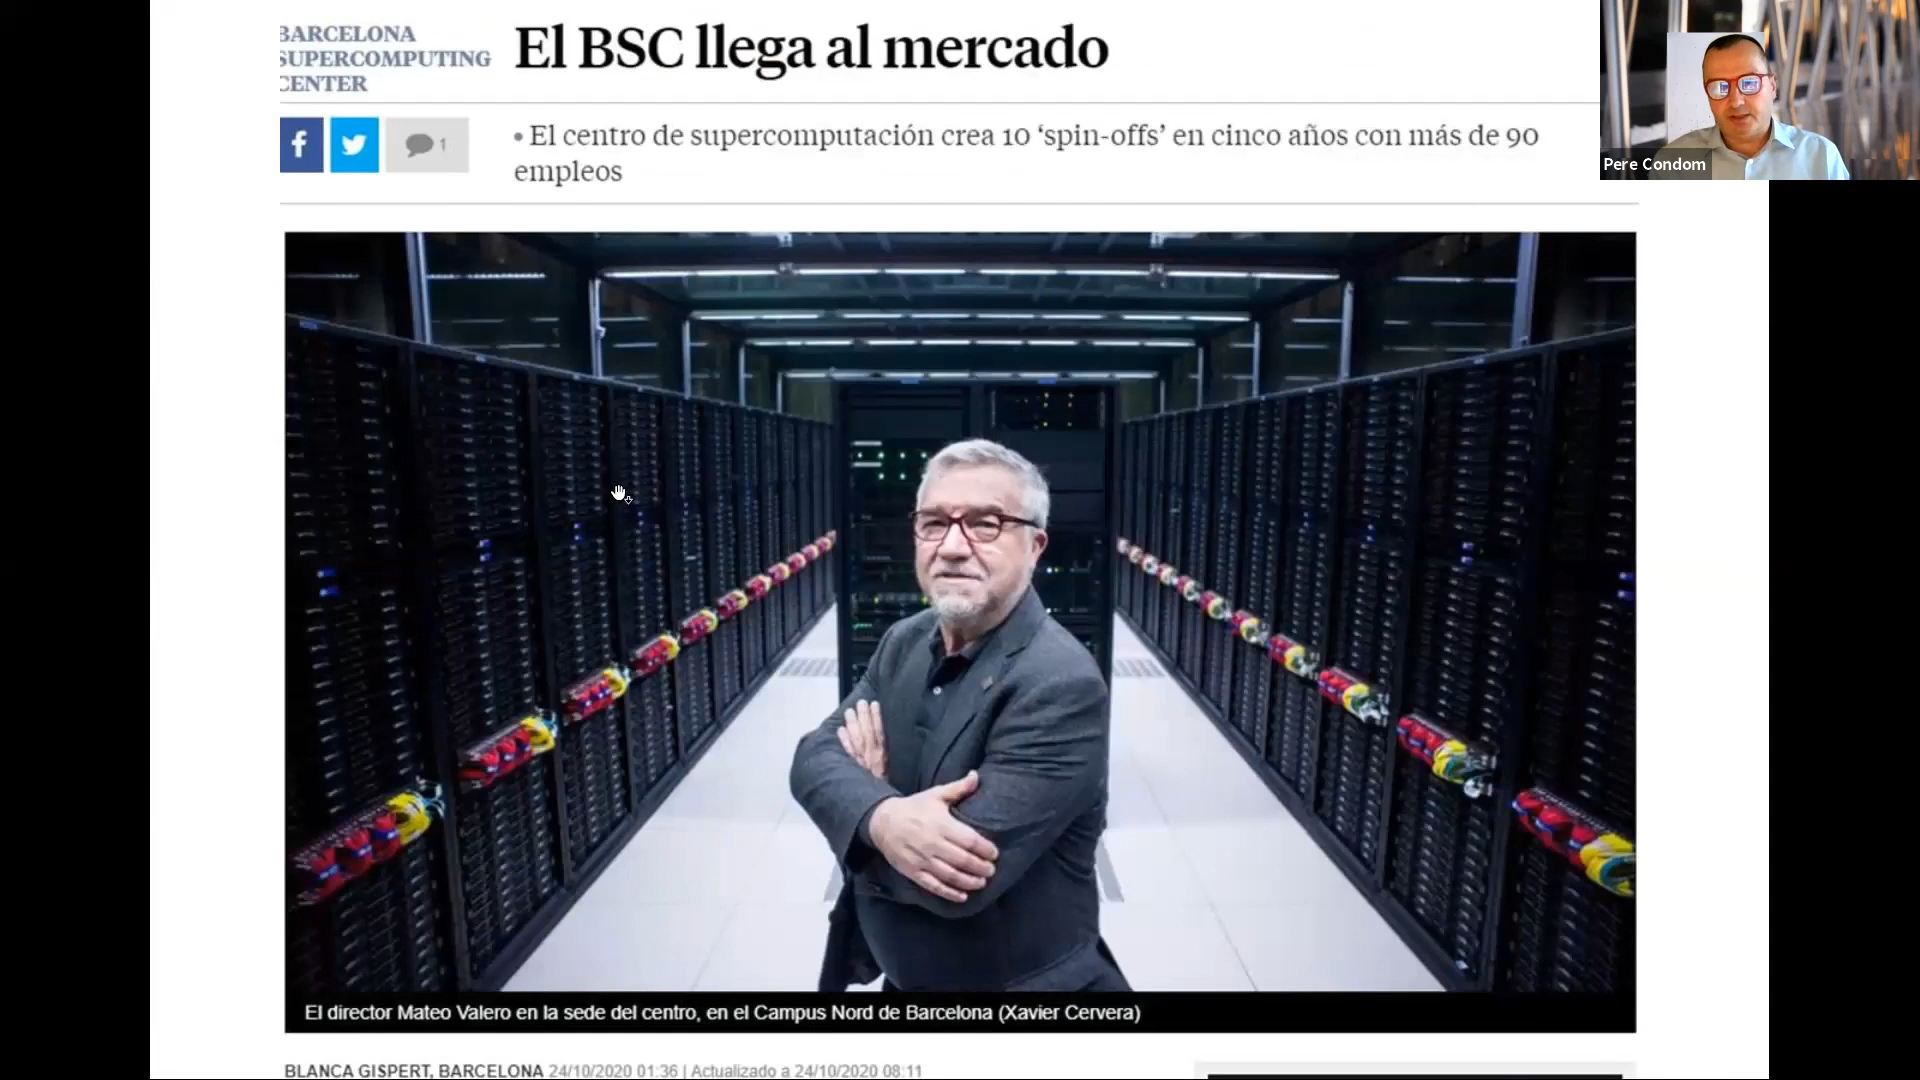 BARCELONA
SUPERCOMPUTING
CENTER
El BSC llega al mercado
1
• El centro de supercomputación crea 10 ‘spin-offs’ en cinco años con más de 90
empleos
Pere Condom
El director Mateo Valero en la sede del centro, en el Campus Nord de Barcelona (Xavier Cervera)
BLANCA GISPERT, BARCELONA 24/10/2020 01:36 | Actualizado a 24/10/2020 08:11